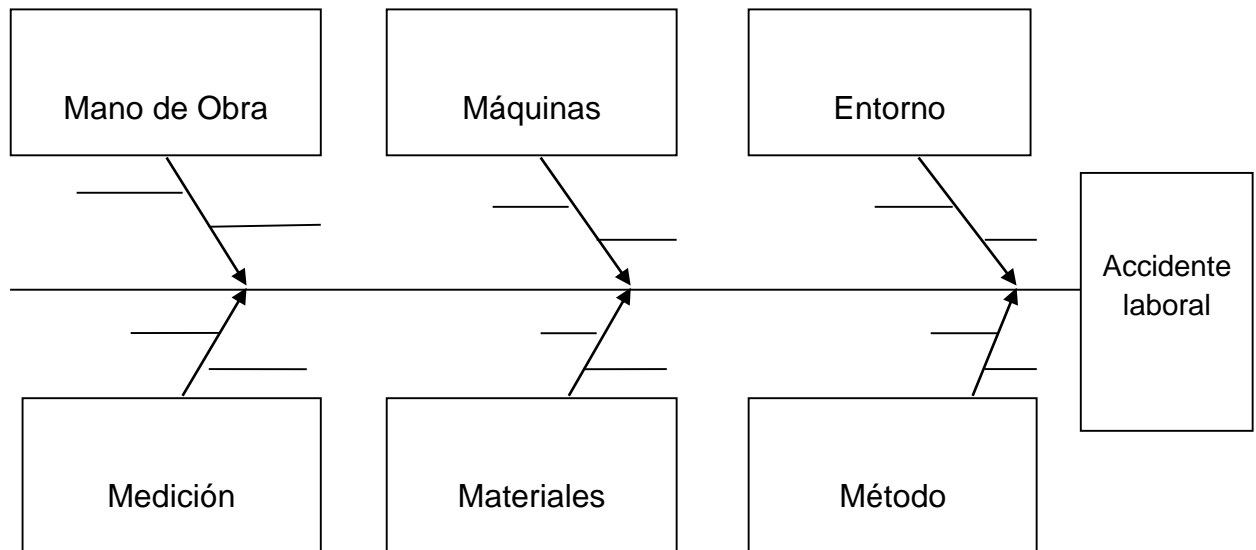 Mano de Obra
Máquinas
Entorno
Accidente
laboral
Medición
Materiales
Método